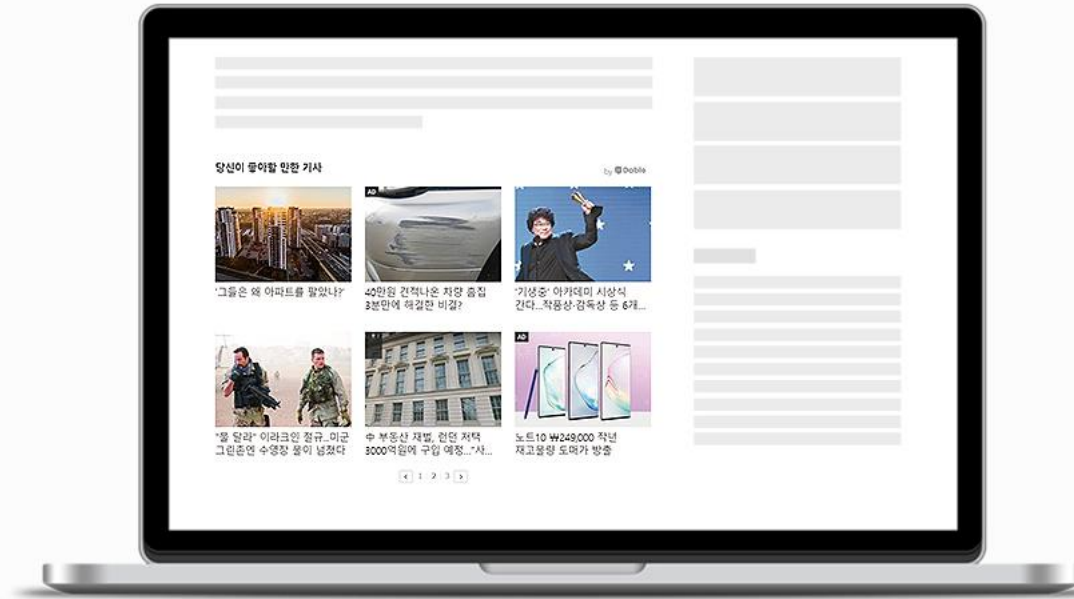 당신이 좋아할 만한 기사
by Dable
AD
'그들은 왜 아파트를 팔았나?'
40만원 견적나온 차량 흠집
3분만에 해결한 비결?
'기생충' 아카데미 시상식
간다...작품상·감독상 등 6개...
AD
"물 달라" 이라크인 절규...미군
그린존엔 수영장 물이 넘쳤다
中 부동산 재벌, 런던 저택
3000억원에 구입 예정..."사...
노트10 ₩249,000 작년
재고물량 도매가 방출
< 1 2 3 >